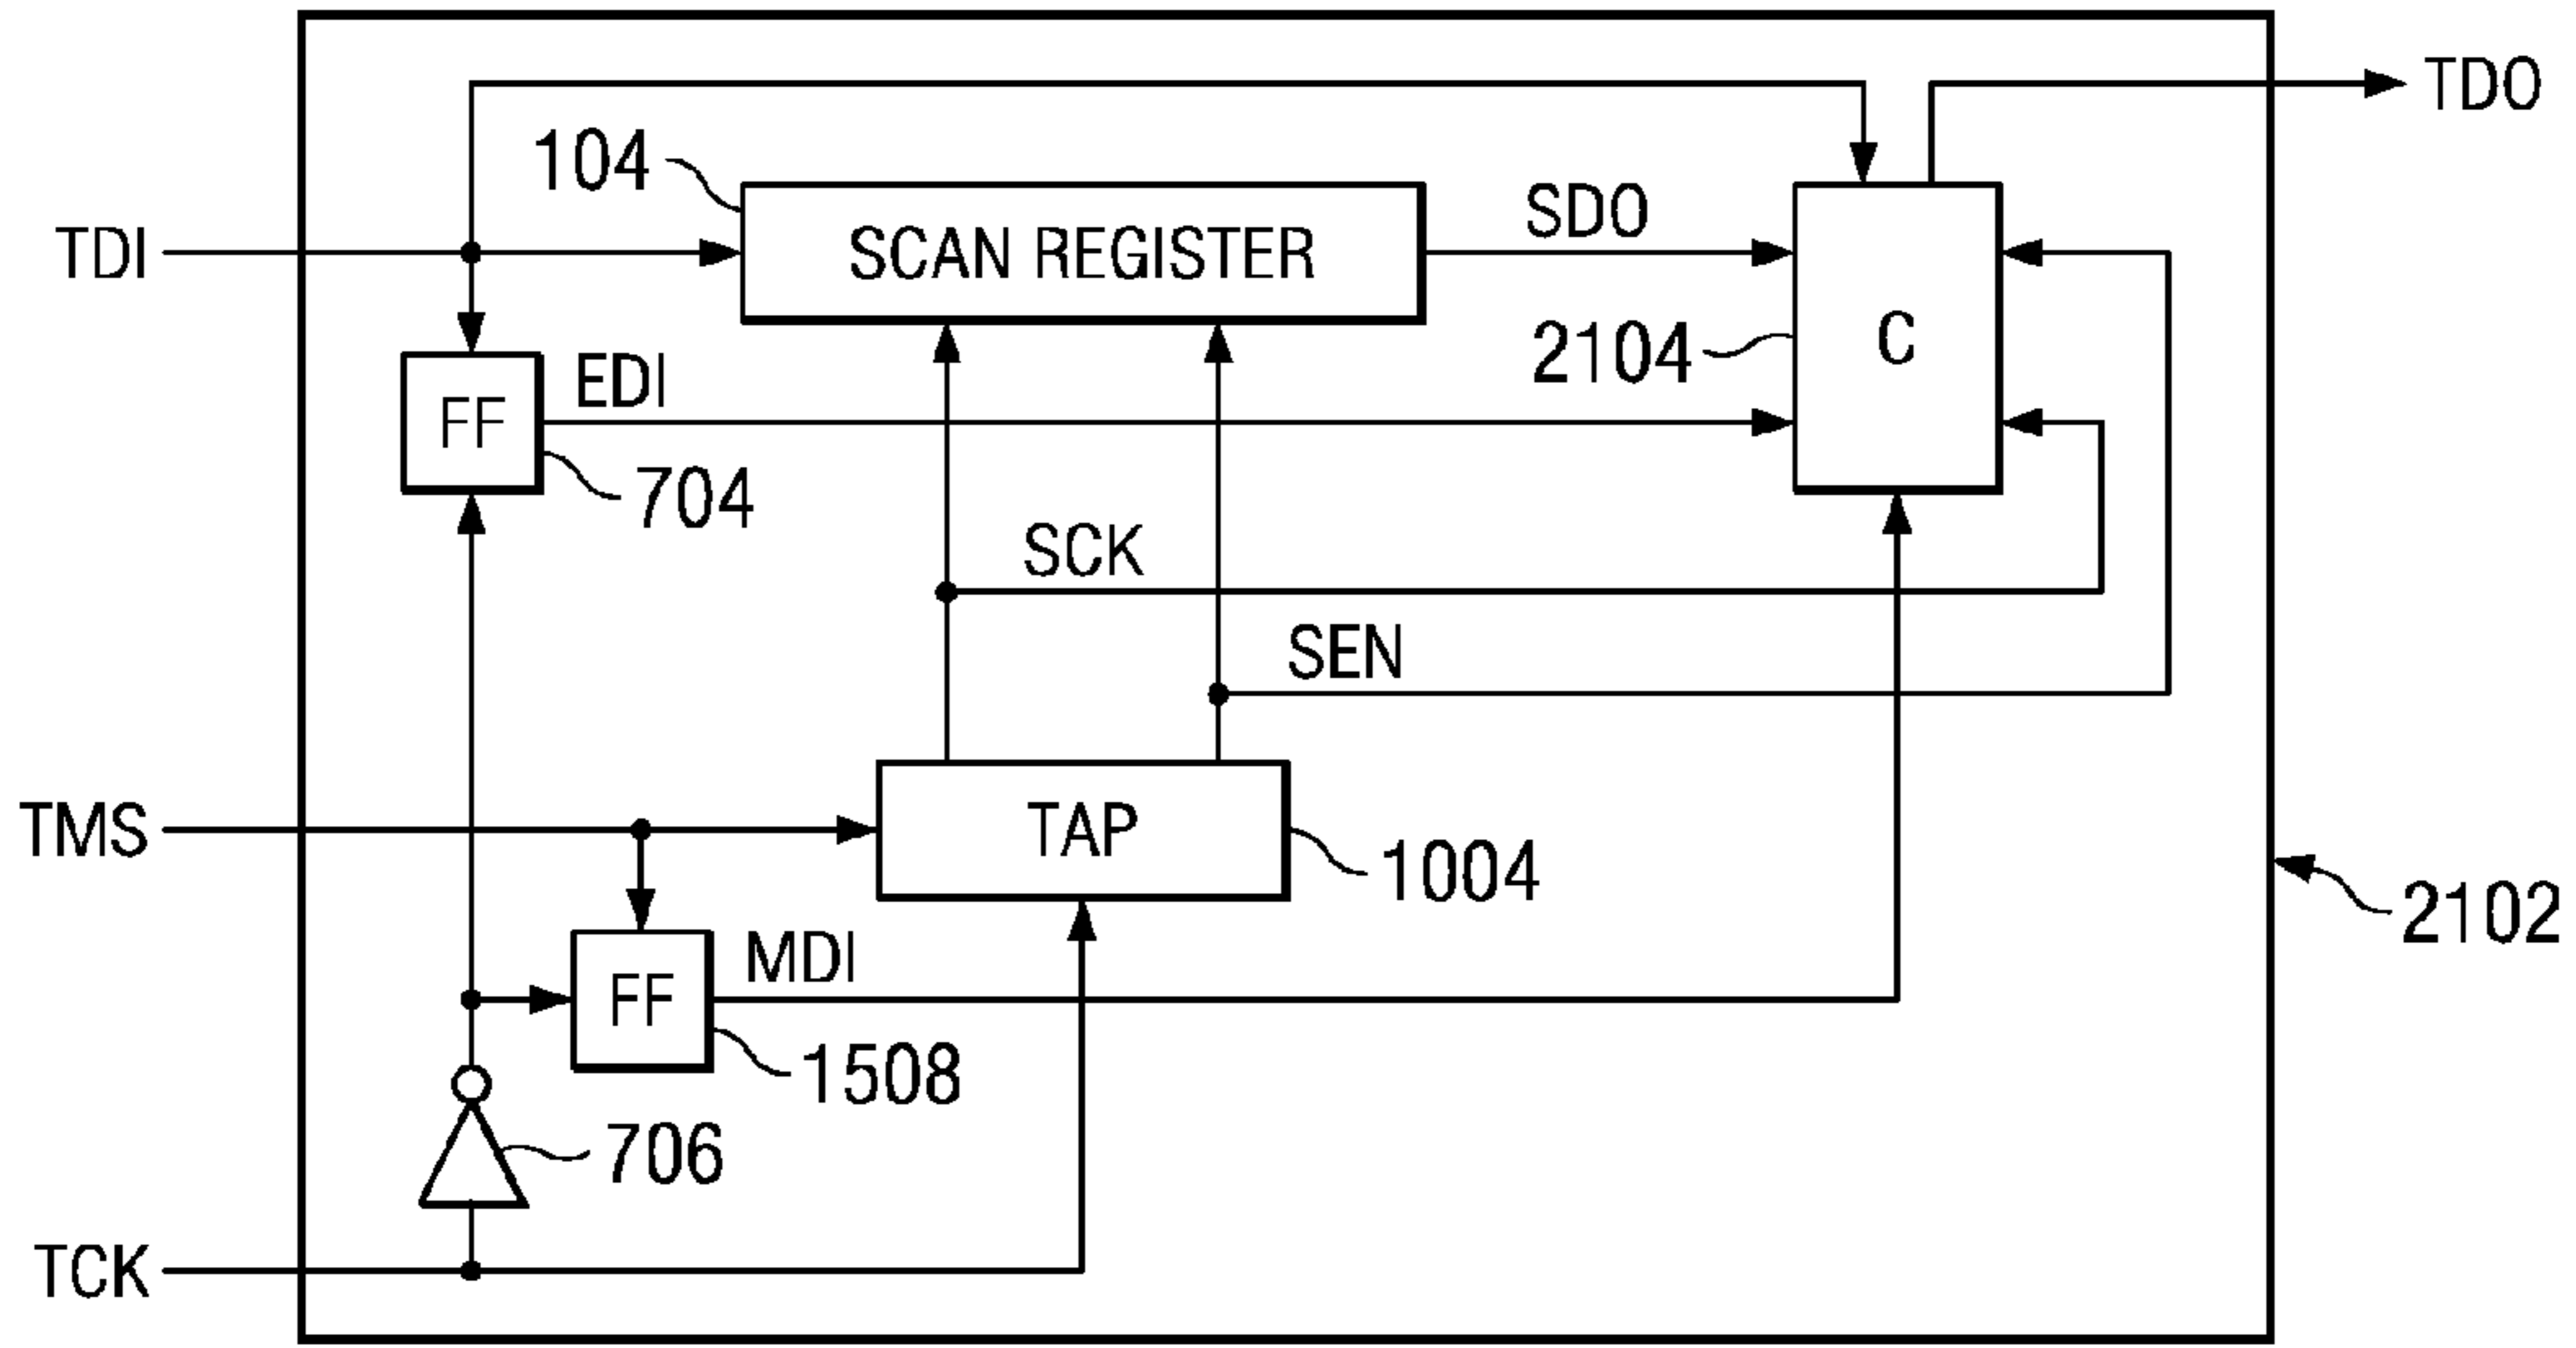 TDO
104
SDO
TDI
SCAN REGISTER
2104
C
EDI
FF
704
SCK
SEN
TMS
TAP
1004
2102
MDI
FF
1508
706
TCK